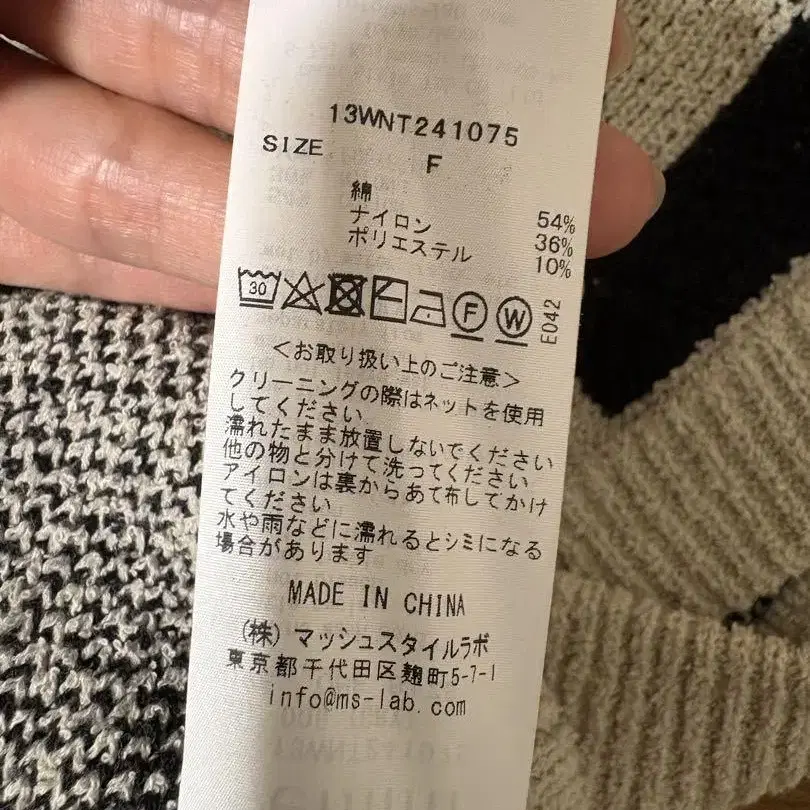 13WNT241075
SIZE F
綿 54%
ナイロン 36%
ポリエステル 10%
30 F W E042
<お取り扱い上のご注意>
クリーニングの際はネットを使用
してください
濡れたまま放置しないでください
他の物と分けて洗ってください
アイロンは裏からあて布してかけ
てください
水や雨などに濡れるとシミになる
場合があります
MADE IN CHINA
(株) マッシュスタイルラボ
東京都千代田区麹町5-7-1
info@ms-lab.com